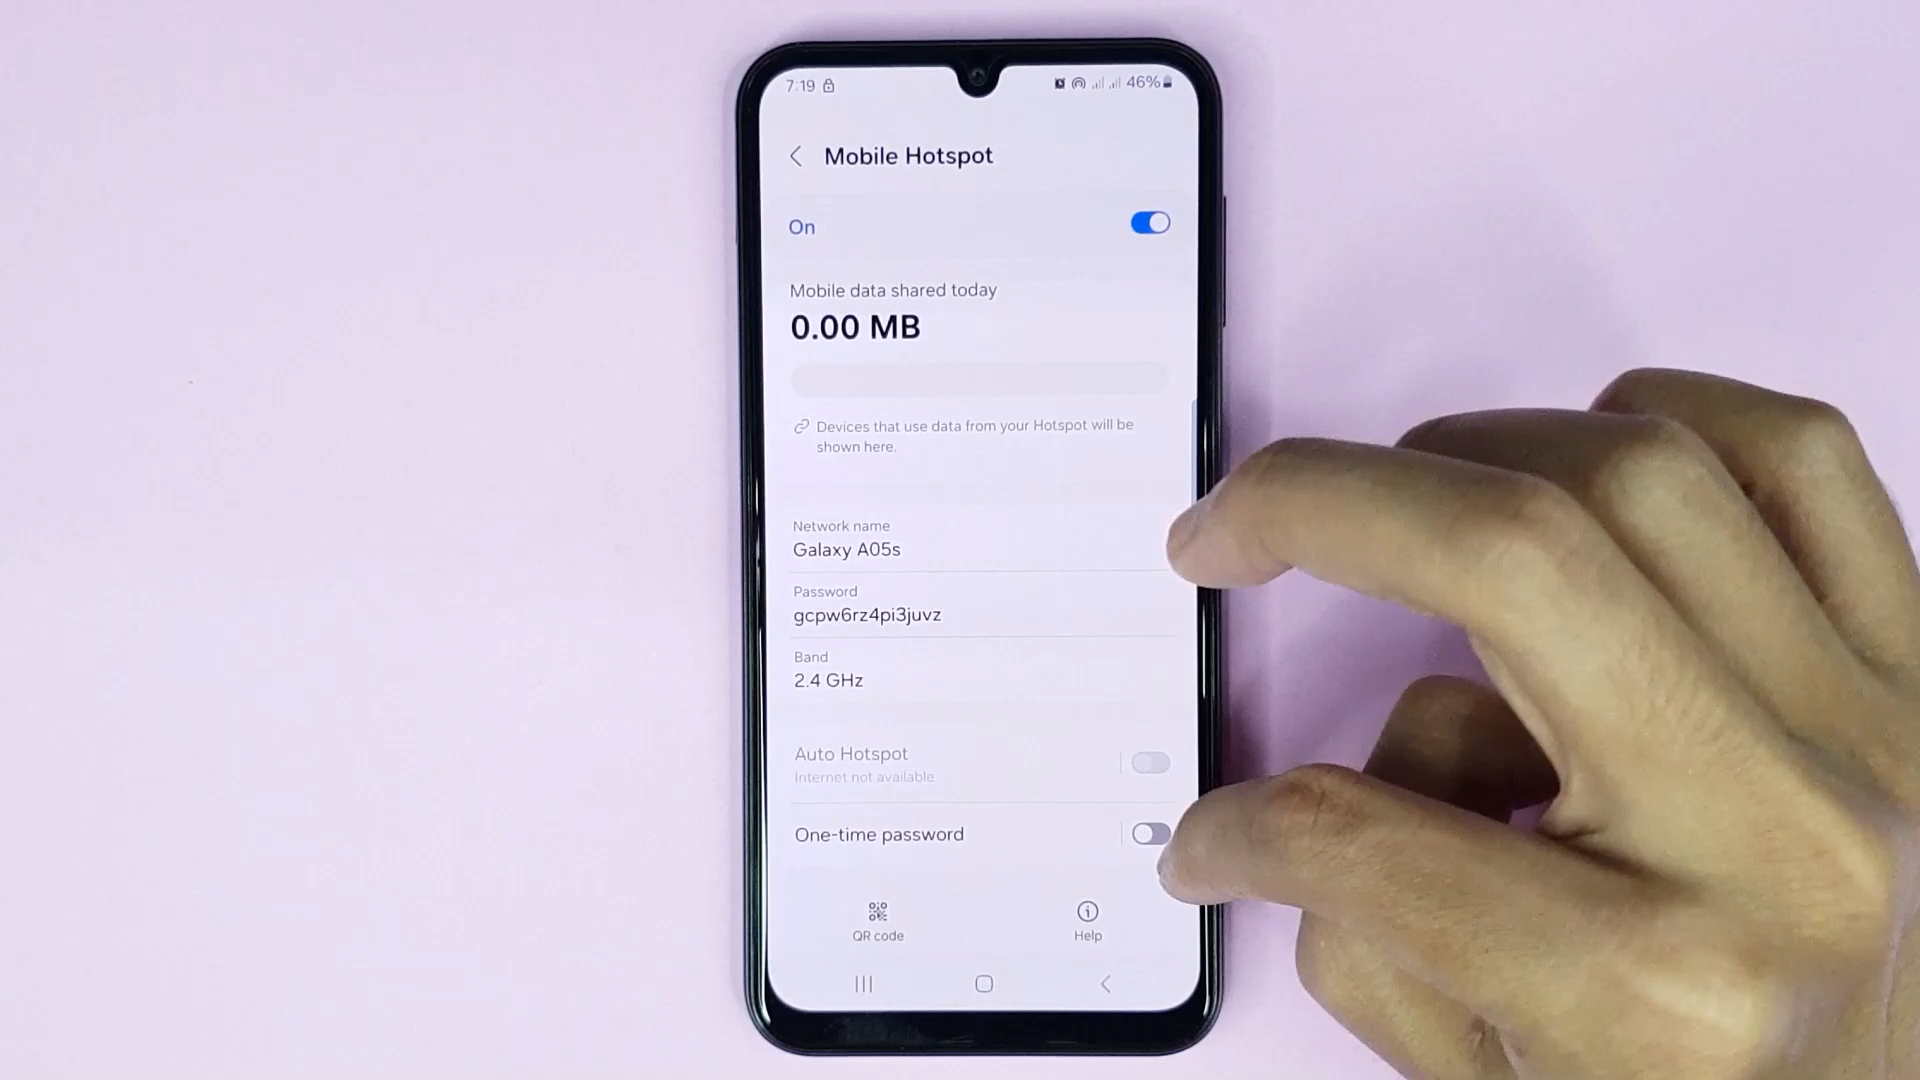 7:19 46%
Mobile Hotspot
On
Mobile data shared today
0.00 MB
Devices that use data from your Hotspot will be
shown here.
Network name
Galaxy A05s
Password
gcpw6rz4pi3juvz
Band
2.4 GHz
Auto Hotspot
Internet not available
One-time password
QR code Help